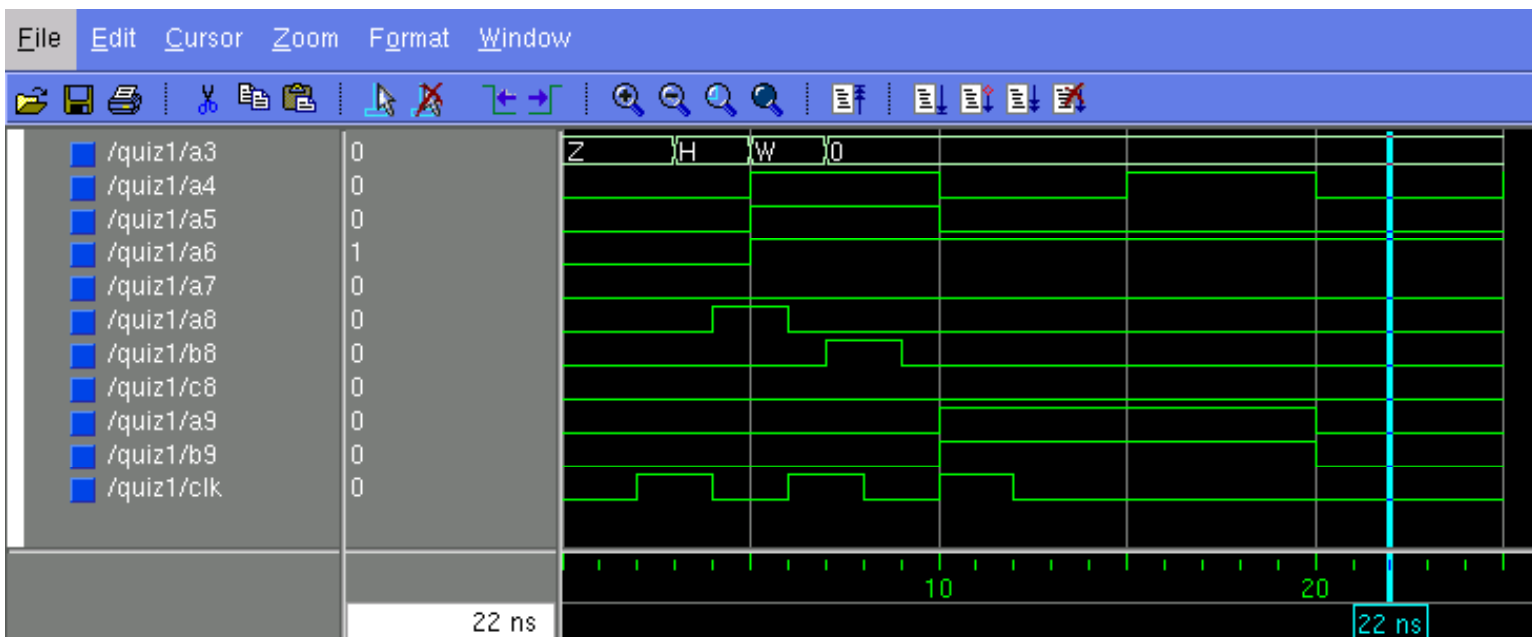 File Edit Cursor Zoom Format Window
/quiz1/a3 0 Z H W 0
/quiz1/a4 0
/quiz1/a5 0
/quiz1/a6 1
/quiz1/a7 0
/quiz1/a8 0
/quiz1/b8 0
/quiz1/c8 0
/quiz1/a9 0
/quiz1/b9 0
/quiz1/clk 0
10 20
22 ns 22 ns